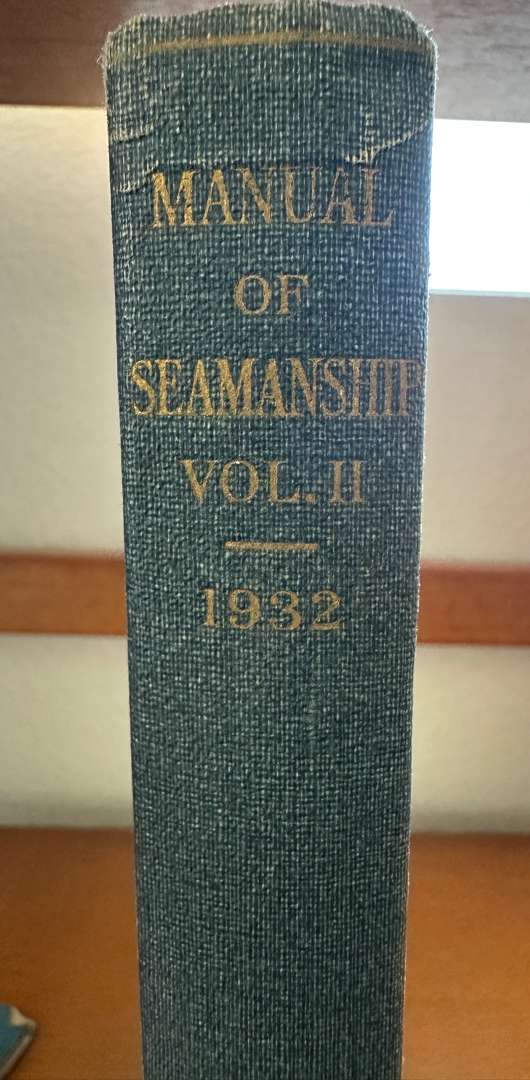 MANUAL
OF
SEAMANSHIP
VOL. II
1932